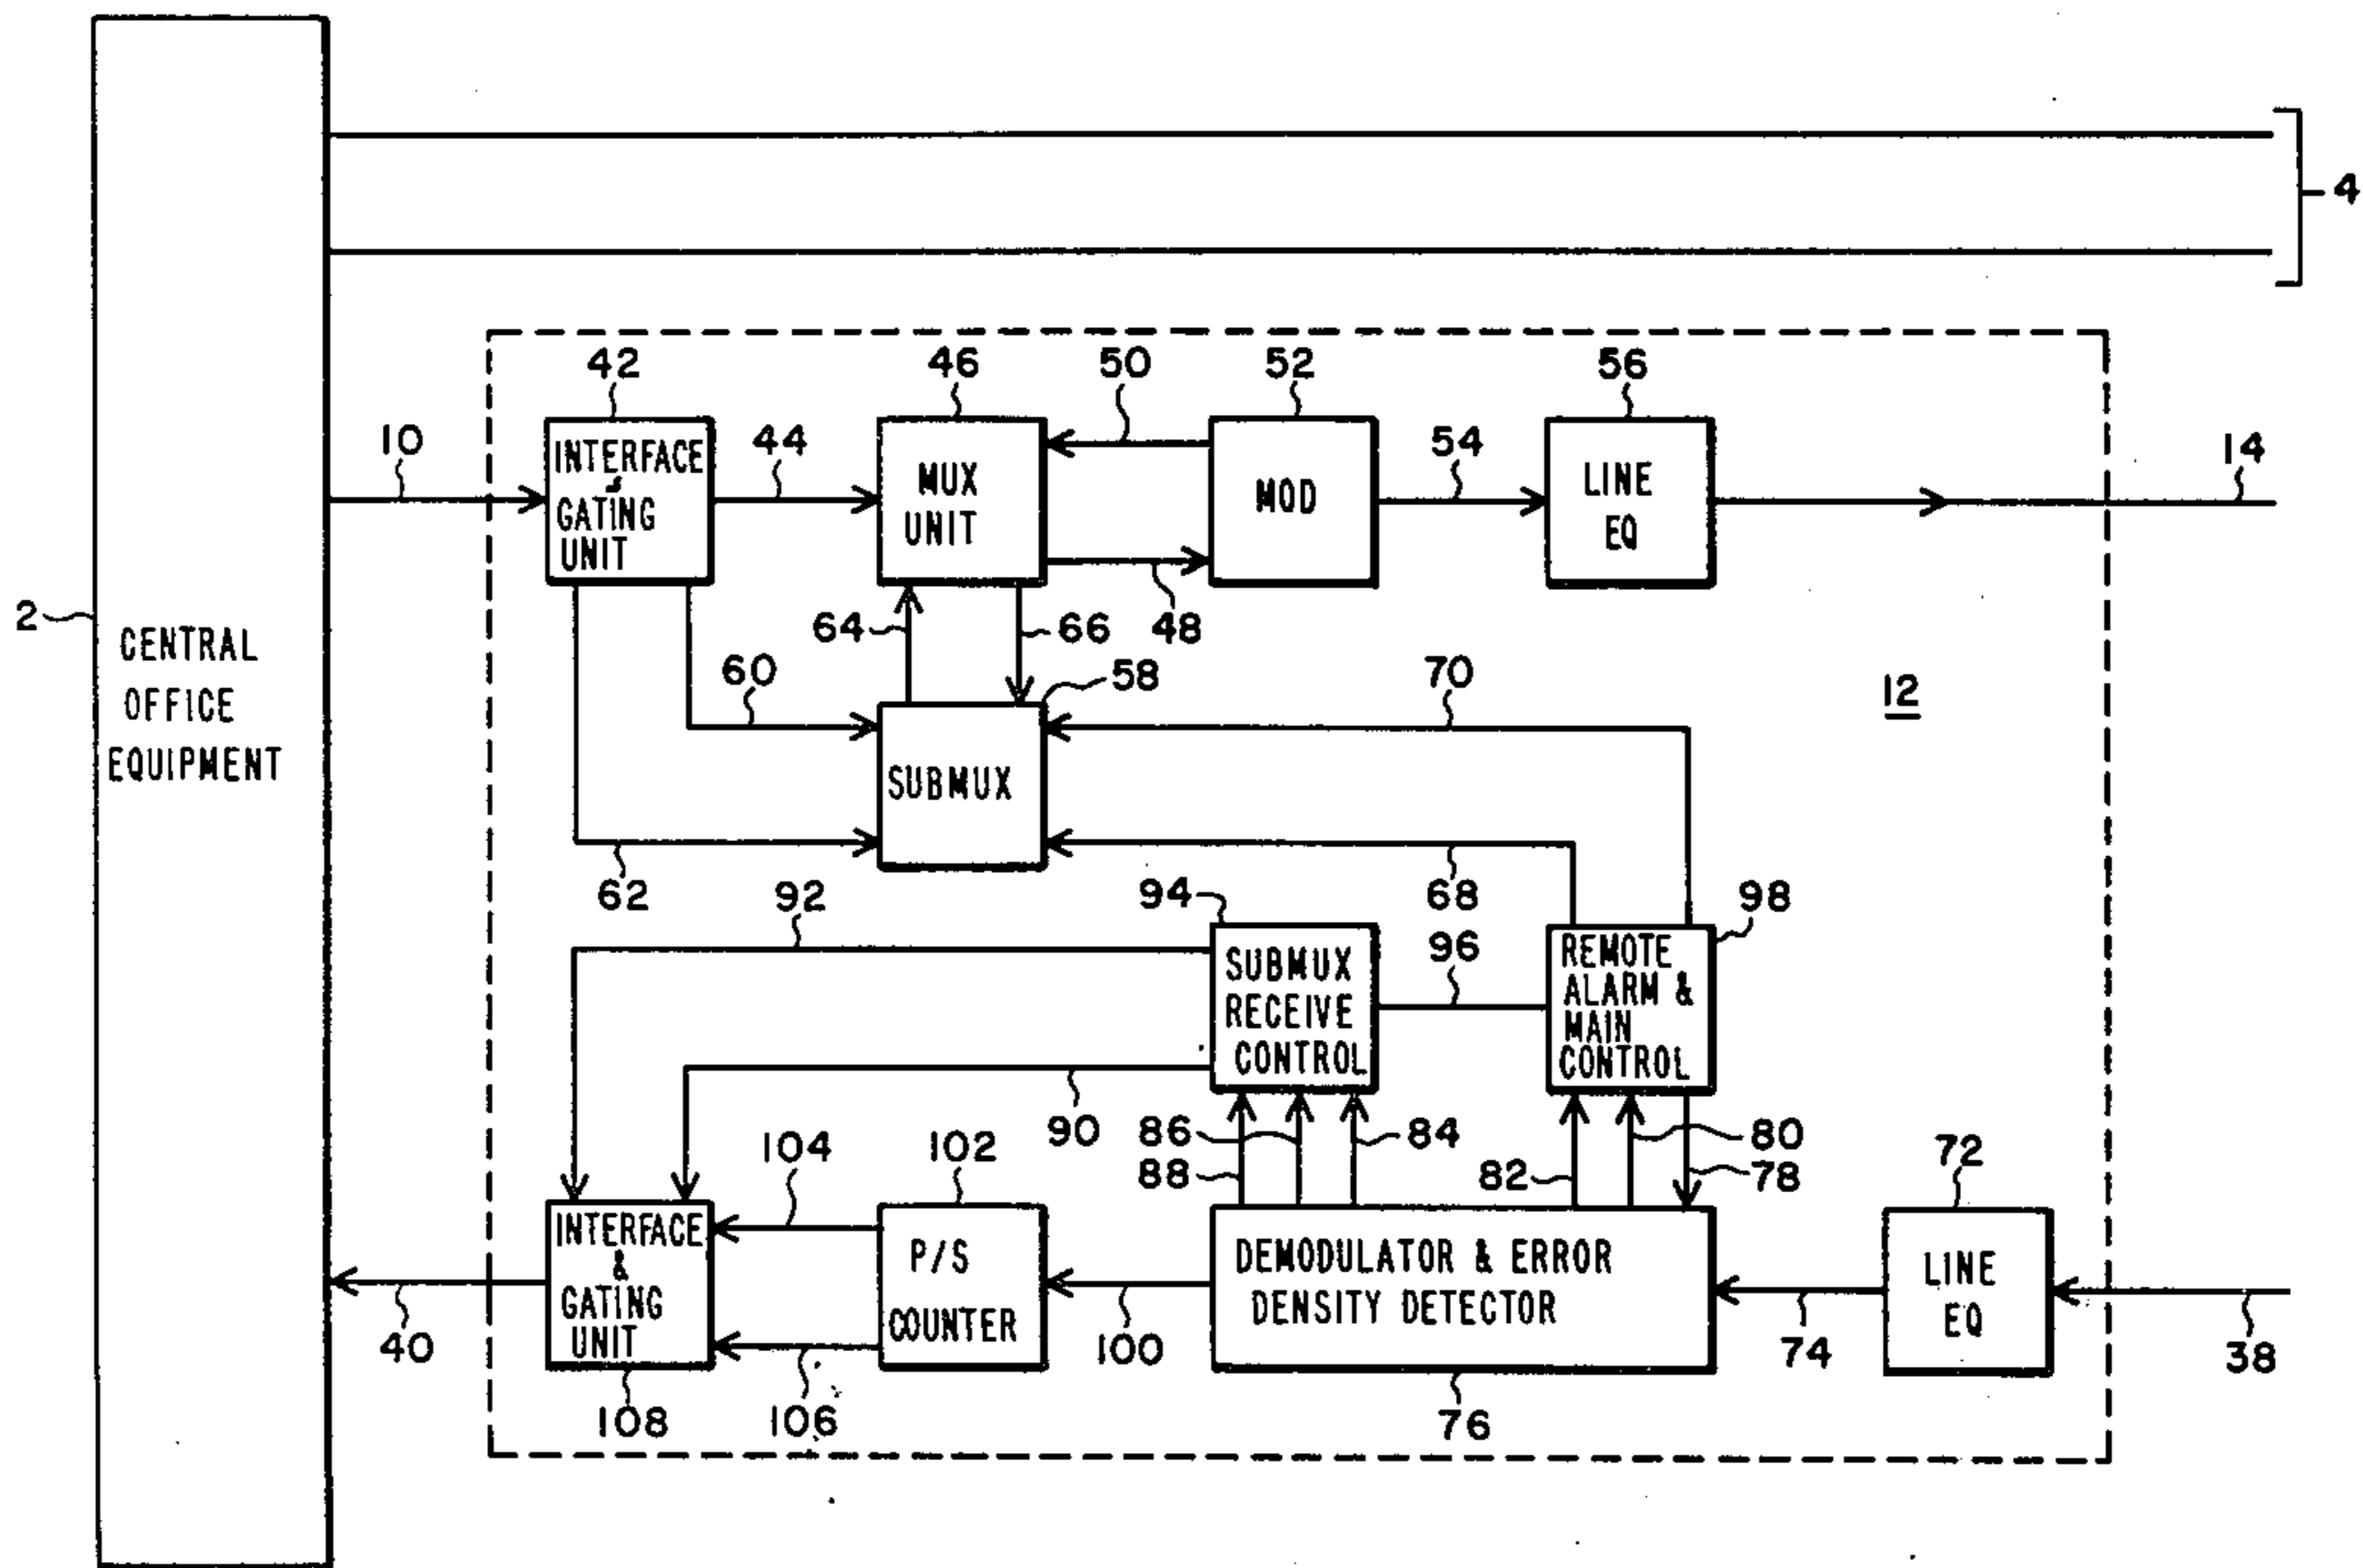 4
42
46
50
52
56
10
INTERFACE
&
GATING
UNIT
44
MUX
UNIT
MOD
54
LINE
EQ
14
2
CENTRAL
OFFICE
EQUIPMENT
64
66
48
60
58
70
12
SUBMUX
62
92
94
68
98
SUBMUX
RECEIVE
CONTROL
96
REMOTE
ALARM &
MAIN
CONTROL
90
86
88
84
82
80
78
104
102
72
INTERFACE
&
GATING
UNIT
P/S
COUNTER
DEMODULATOR & ERROR
DENSITY DETECTOR
LINE
EQ
40
100
74
38
108
106
76